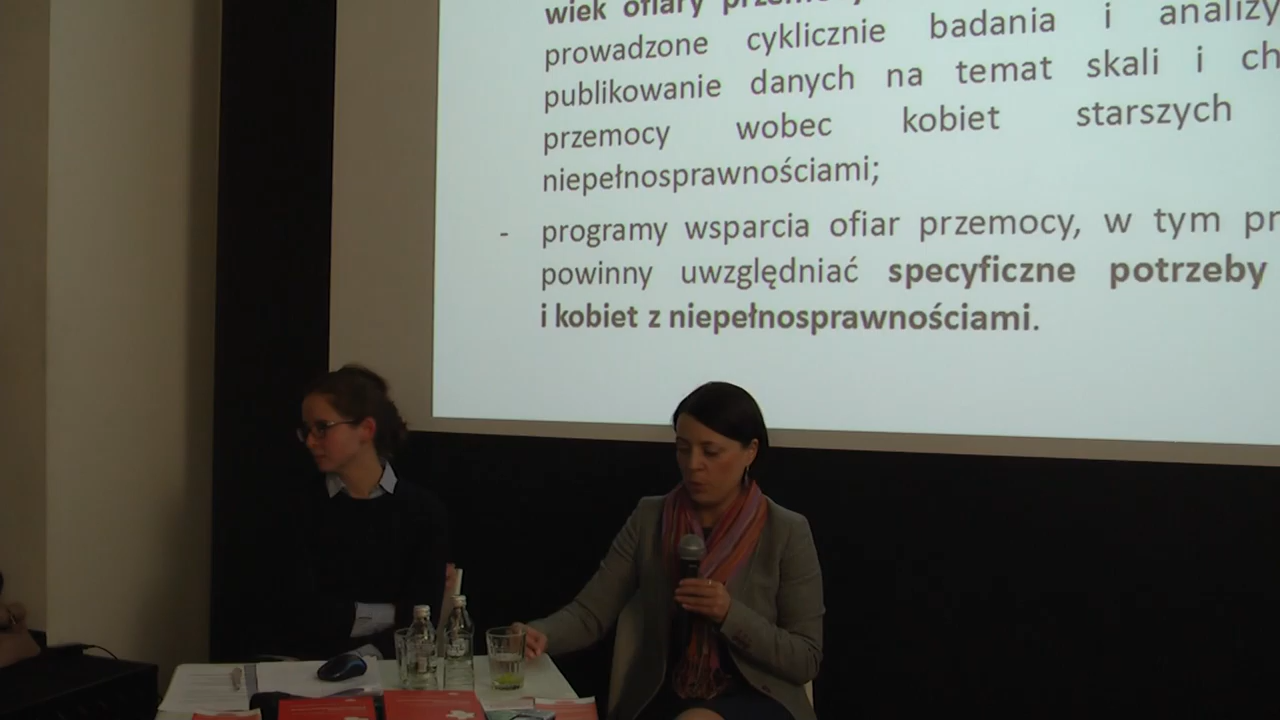 wiek ofiary
prowadzone cyklicznie badania i analizy
publikowanie danych na temat skali i
przemocy wobec kobiet starszych
niepełnosprawnościami;
- programy wsparcia ofiar przemocy, w tym
powinny uwzględniać specyficzne potrzeby
i kobiet z niepełnosprawnościami.